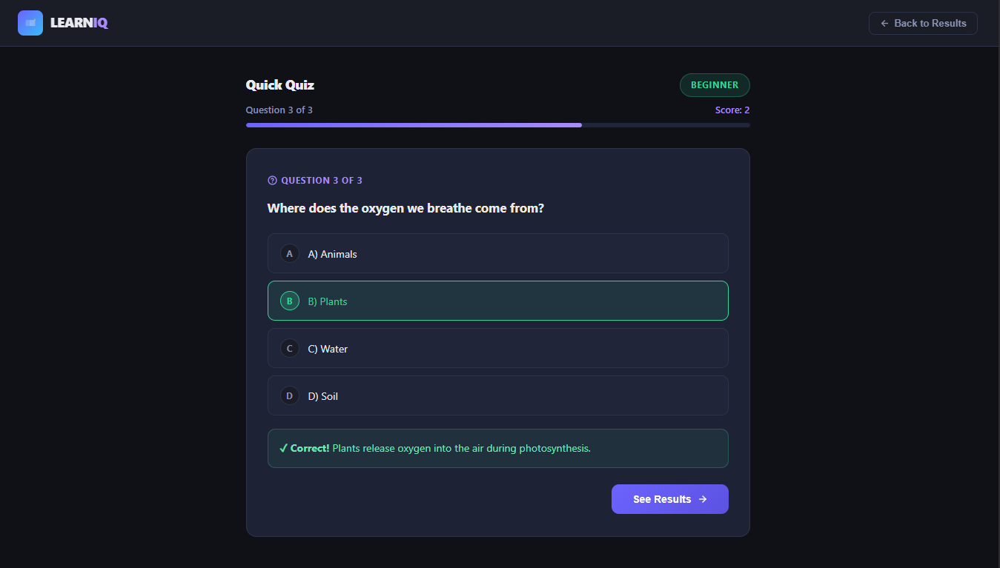 LEARNIQ
← Back to Results
Quick Quiz
BEGINNER
Question 3 of 3
Score: 2
QUESTION 3 OF 3
Where does the oxygen we breathe come from?
A A) Animals
B B) Plants
C C) Water
D D) Soil
✓ Correct! Plants release oxygen into the air during photosynthesis.
See Results →